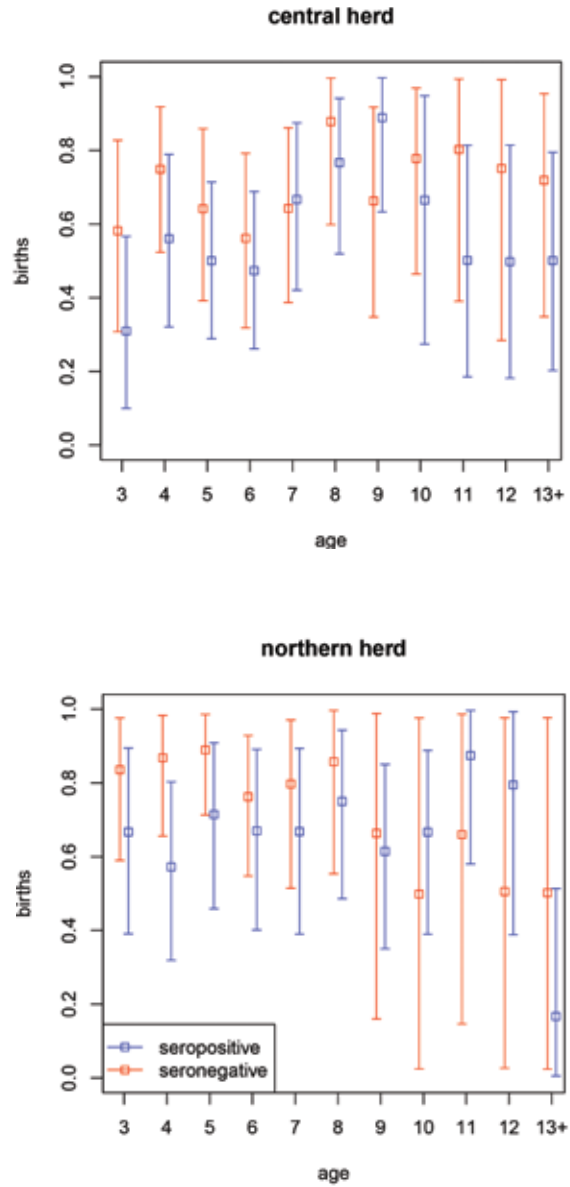 central herd
births
1.0
0.8
0.6
0.4
0.2
0.0
3 4 5 6 7 8 9 10 11 12 13+
age
northern herd
births
1.0
0.8
0.6
0.4
0.2
0.0
seropositive
seronegative
3 4 5 6 7 8 9 10 11 12 13+
age